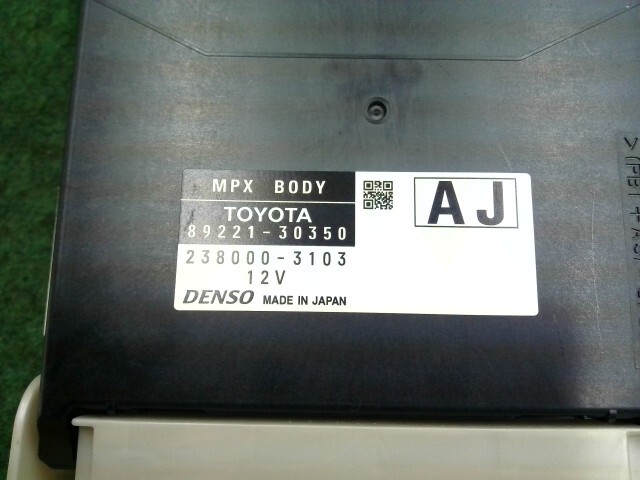 MPX BODY
AJ
TOYOTA
89221-30350
238000-3103
12V
DENSO MADE IN JAPAN